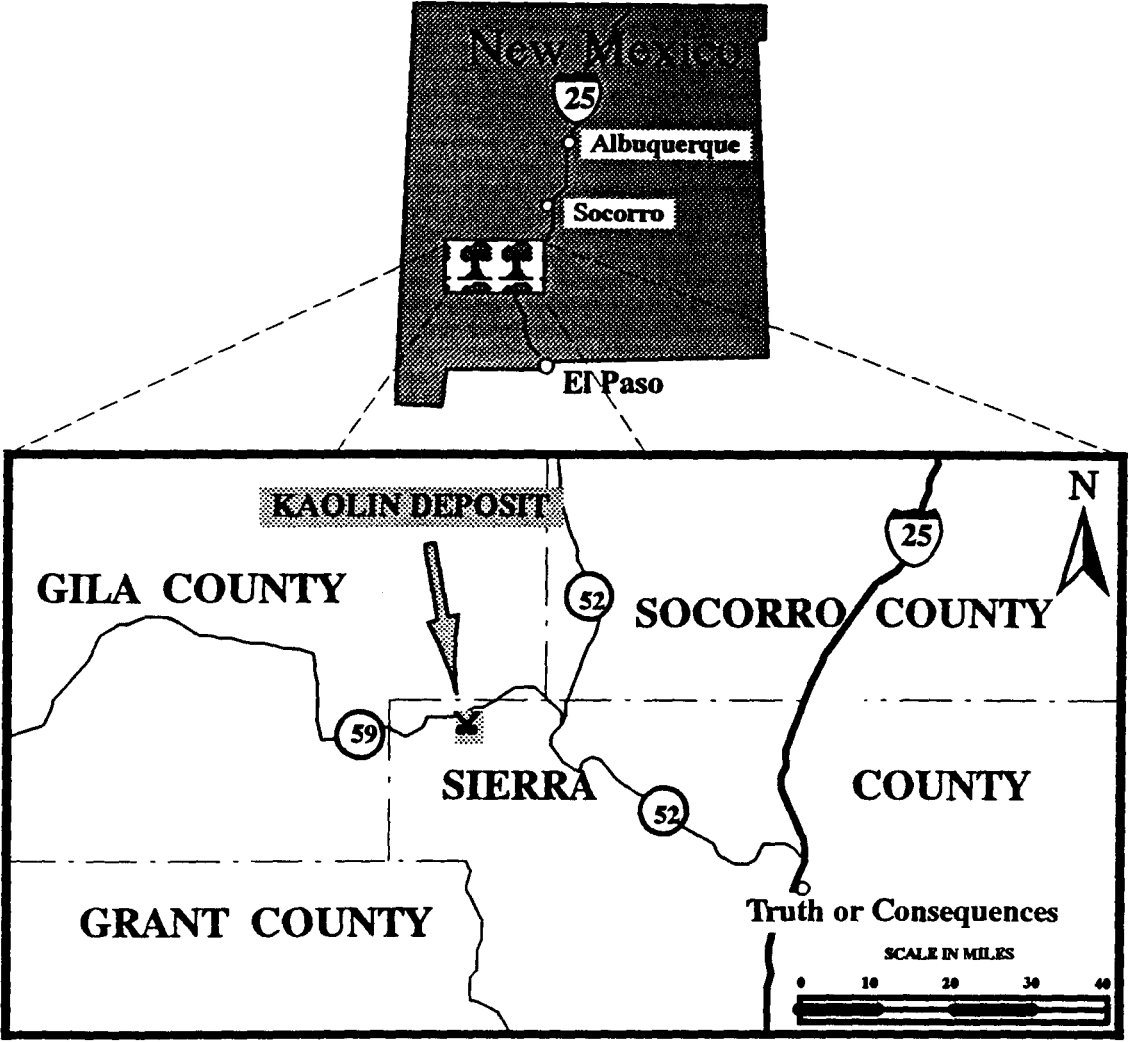 New Mexico
25
Albuquerque
Socorro
El Paso
KAOLIN DEPOSIT
N
25
GILA COUNTY
52
SOCORRO COUNTY
59
SIERRA COUNTY
52
Truth or Consequences
GRANT COUNTY
SCALE IN MILES
0 10 20 30 40